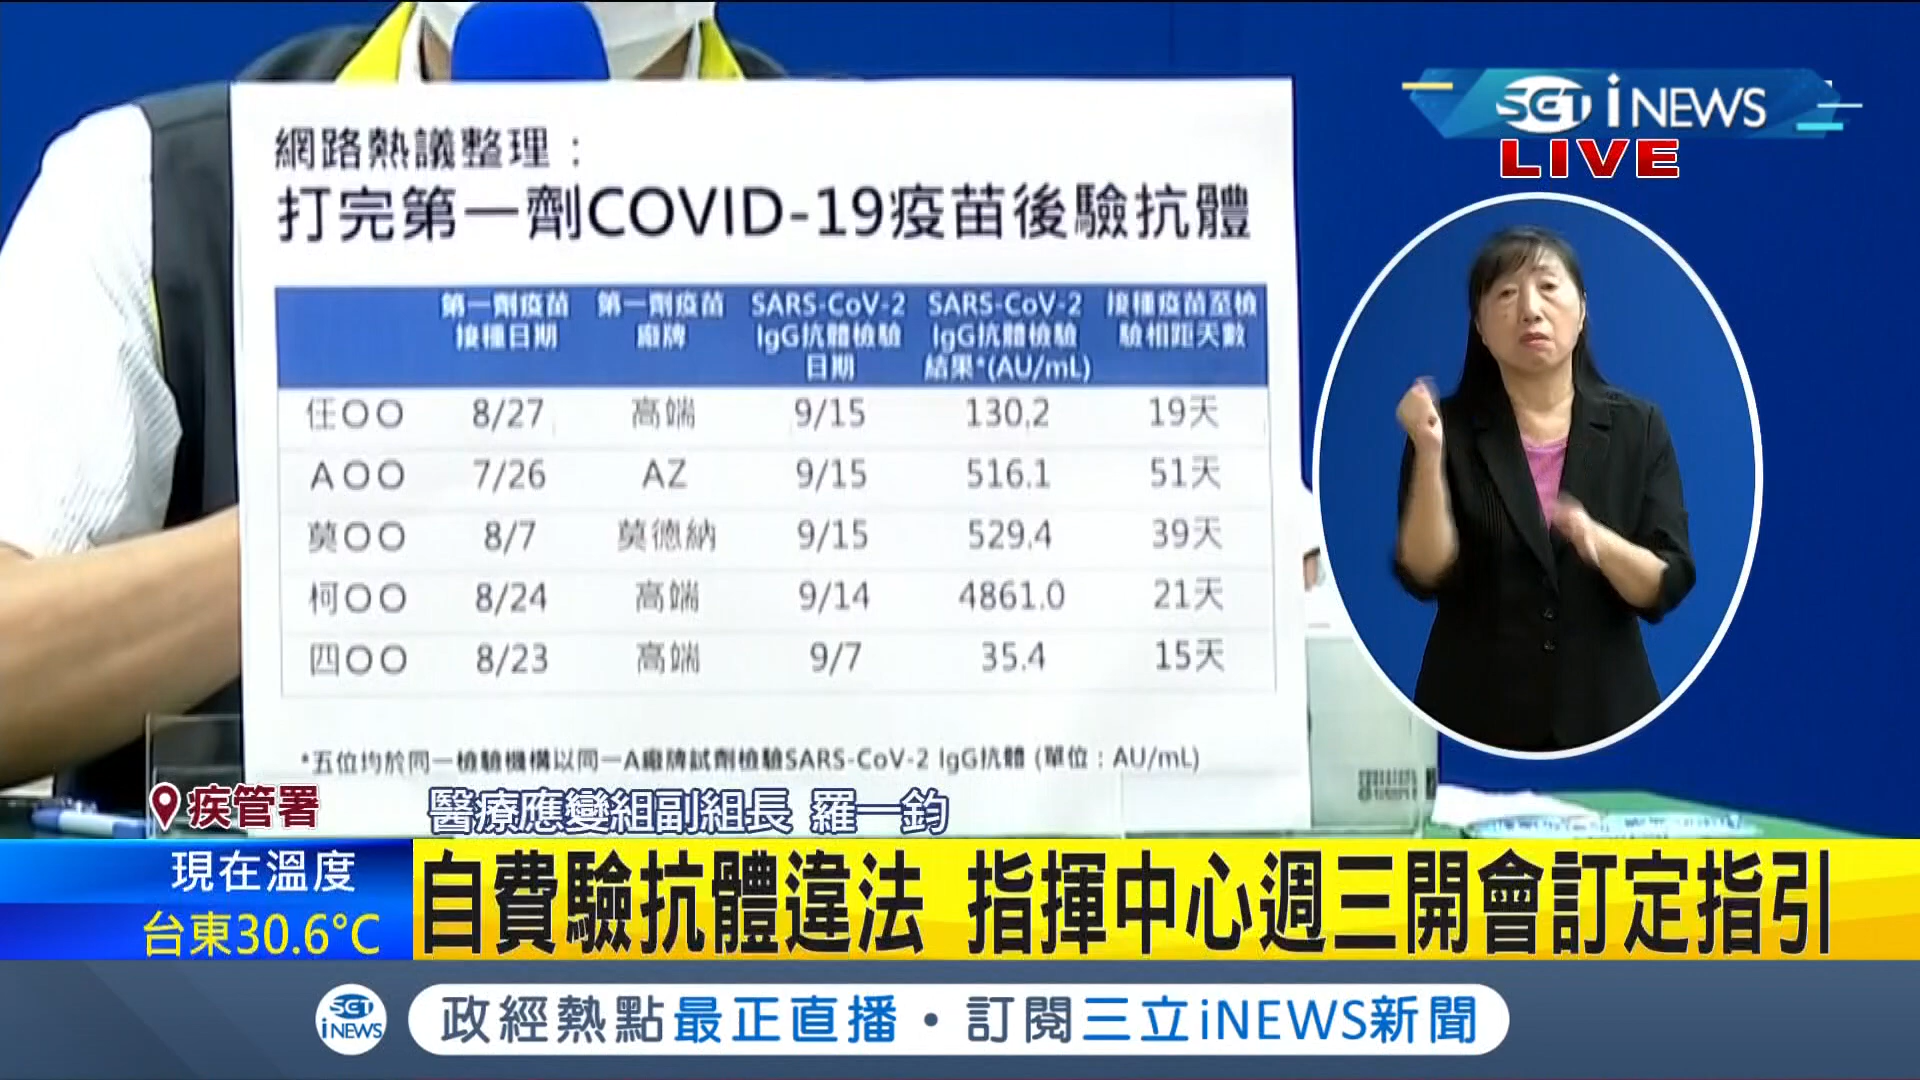 網路熱議整理：
打完第一劑COVID-19疫苗後驗抗體
第一劑疫苗接種日期 第一劑疫苗廠牌 SARS-CoV-2 IgG抗體檢驗日期 SARS-CoV-2 IgG抗體檢驗結果*(AU/mL) 接種疫苗至檢驗相距天數
任OO 8/27 高端 9/15 130.2 19天
AOO 7/26 AZ 9/15 516.1 51天
莫OO 8/7 莫德納 9/15 529.4 39天
柯OO 8/24 高端 9/14 4861.0 21天
四OO 8/23 高端 9/7 35.4 15天
*五位均於同一檢驗機構以同一A廠牌試劑檢驗SARS-CoV-2 IgG抗體 (單位：AU/mL)
SET iNEWS
LIVE
疾管署
醫療應變組副組長 羅一鈞
現在溫度
台東30.6°C
自費驗抗體違法 指揮中心週三開會訂定指引
SET iNEWS
政經熱點最正直播・訂閱三立iNEWS新聞